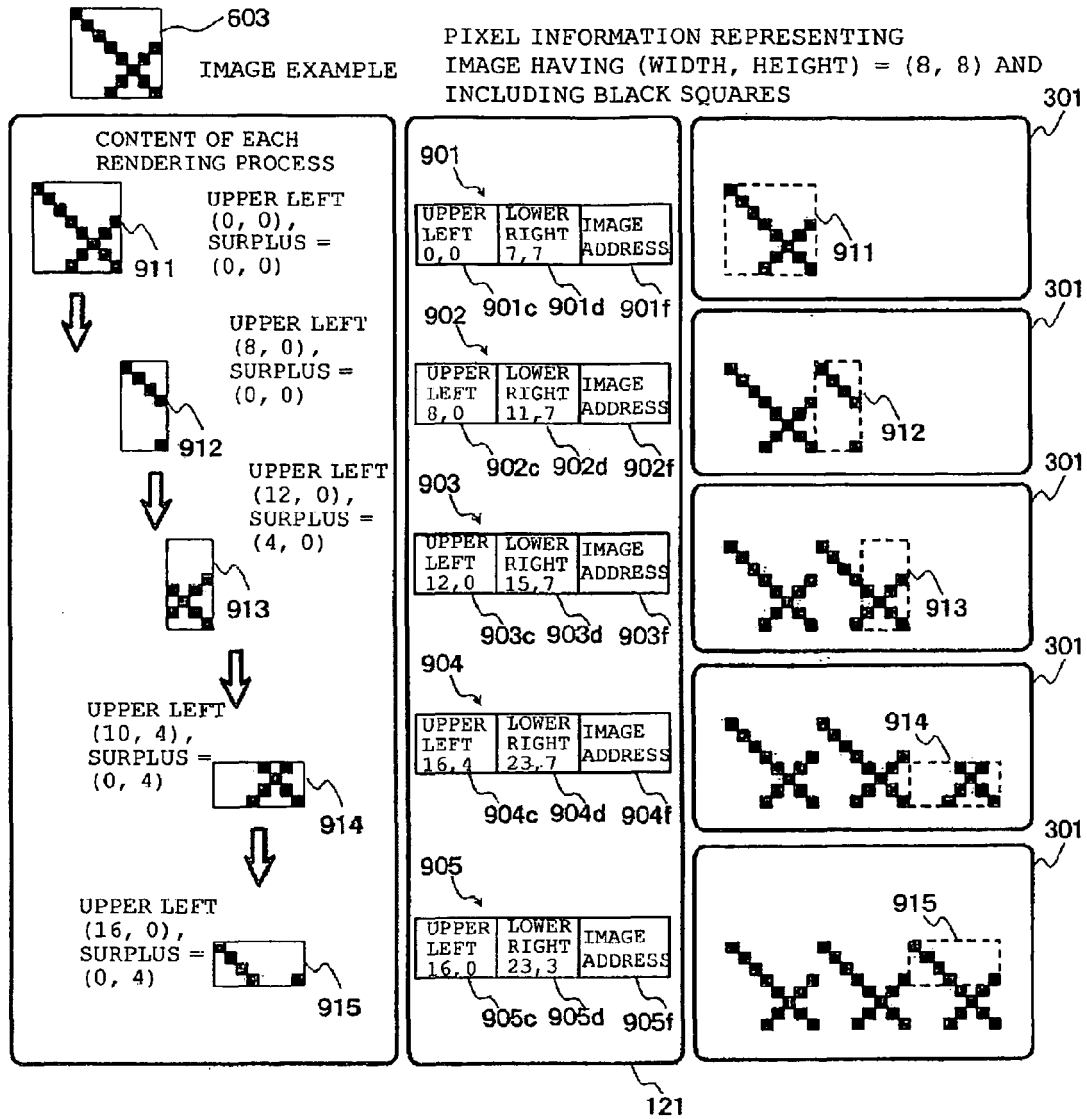 603
IMAGE EXAMPLE
PIXEL INFORMATION REPRESENTING
IMAGE HAVING (WIDTH, HEIGHT) = (8, 8) AND
INCLUDING BLACK SQUARES
CONTENT OF EACH
RENDERING PROCESS
UPPER LEFT
(0, 0),
SURPLUS =
(0, 0)
911
UPPER LEFT
(8, 0),
SURPLUS =
(0, 0)
912
UPPER LEFT
(12, 0),
SURPLUS =
(4, 0)
913
UPPER LEFT
(10, 4),
SURPLUS =
(0, 4)
914
UPPER LEFT
(16, 0),
SURPLUS =
(0, 4)
915
901
UPPER
LEFT
0,0
LOWER
RIGHT
7,7
IMAGE
ADDRESS
901c 901d 901f
902
UPPER
LEFT
8,0
LOWER
RIGHT
11,7
IMAGE
ADDRESS
902c 902d 902f
903
UPPER
LEFT
12,0
LOWER
RIGHT
15,7
IMAGE
ADDRESS
903c 903d 903f
904
UPPER
LEFT
16,4
LOWER
RIGHT
23,7
IMAGE
ADDRESS
904c 904d 904f
905
UPPER
LEFT
16,0
LOWER
RIGHT
23,3
IMAGE
ADDRESS
905c 905d 905f
121
301
911
301
912
301
913
301
914
301
915